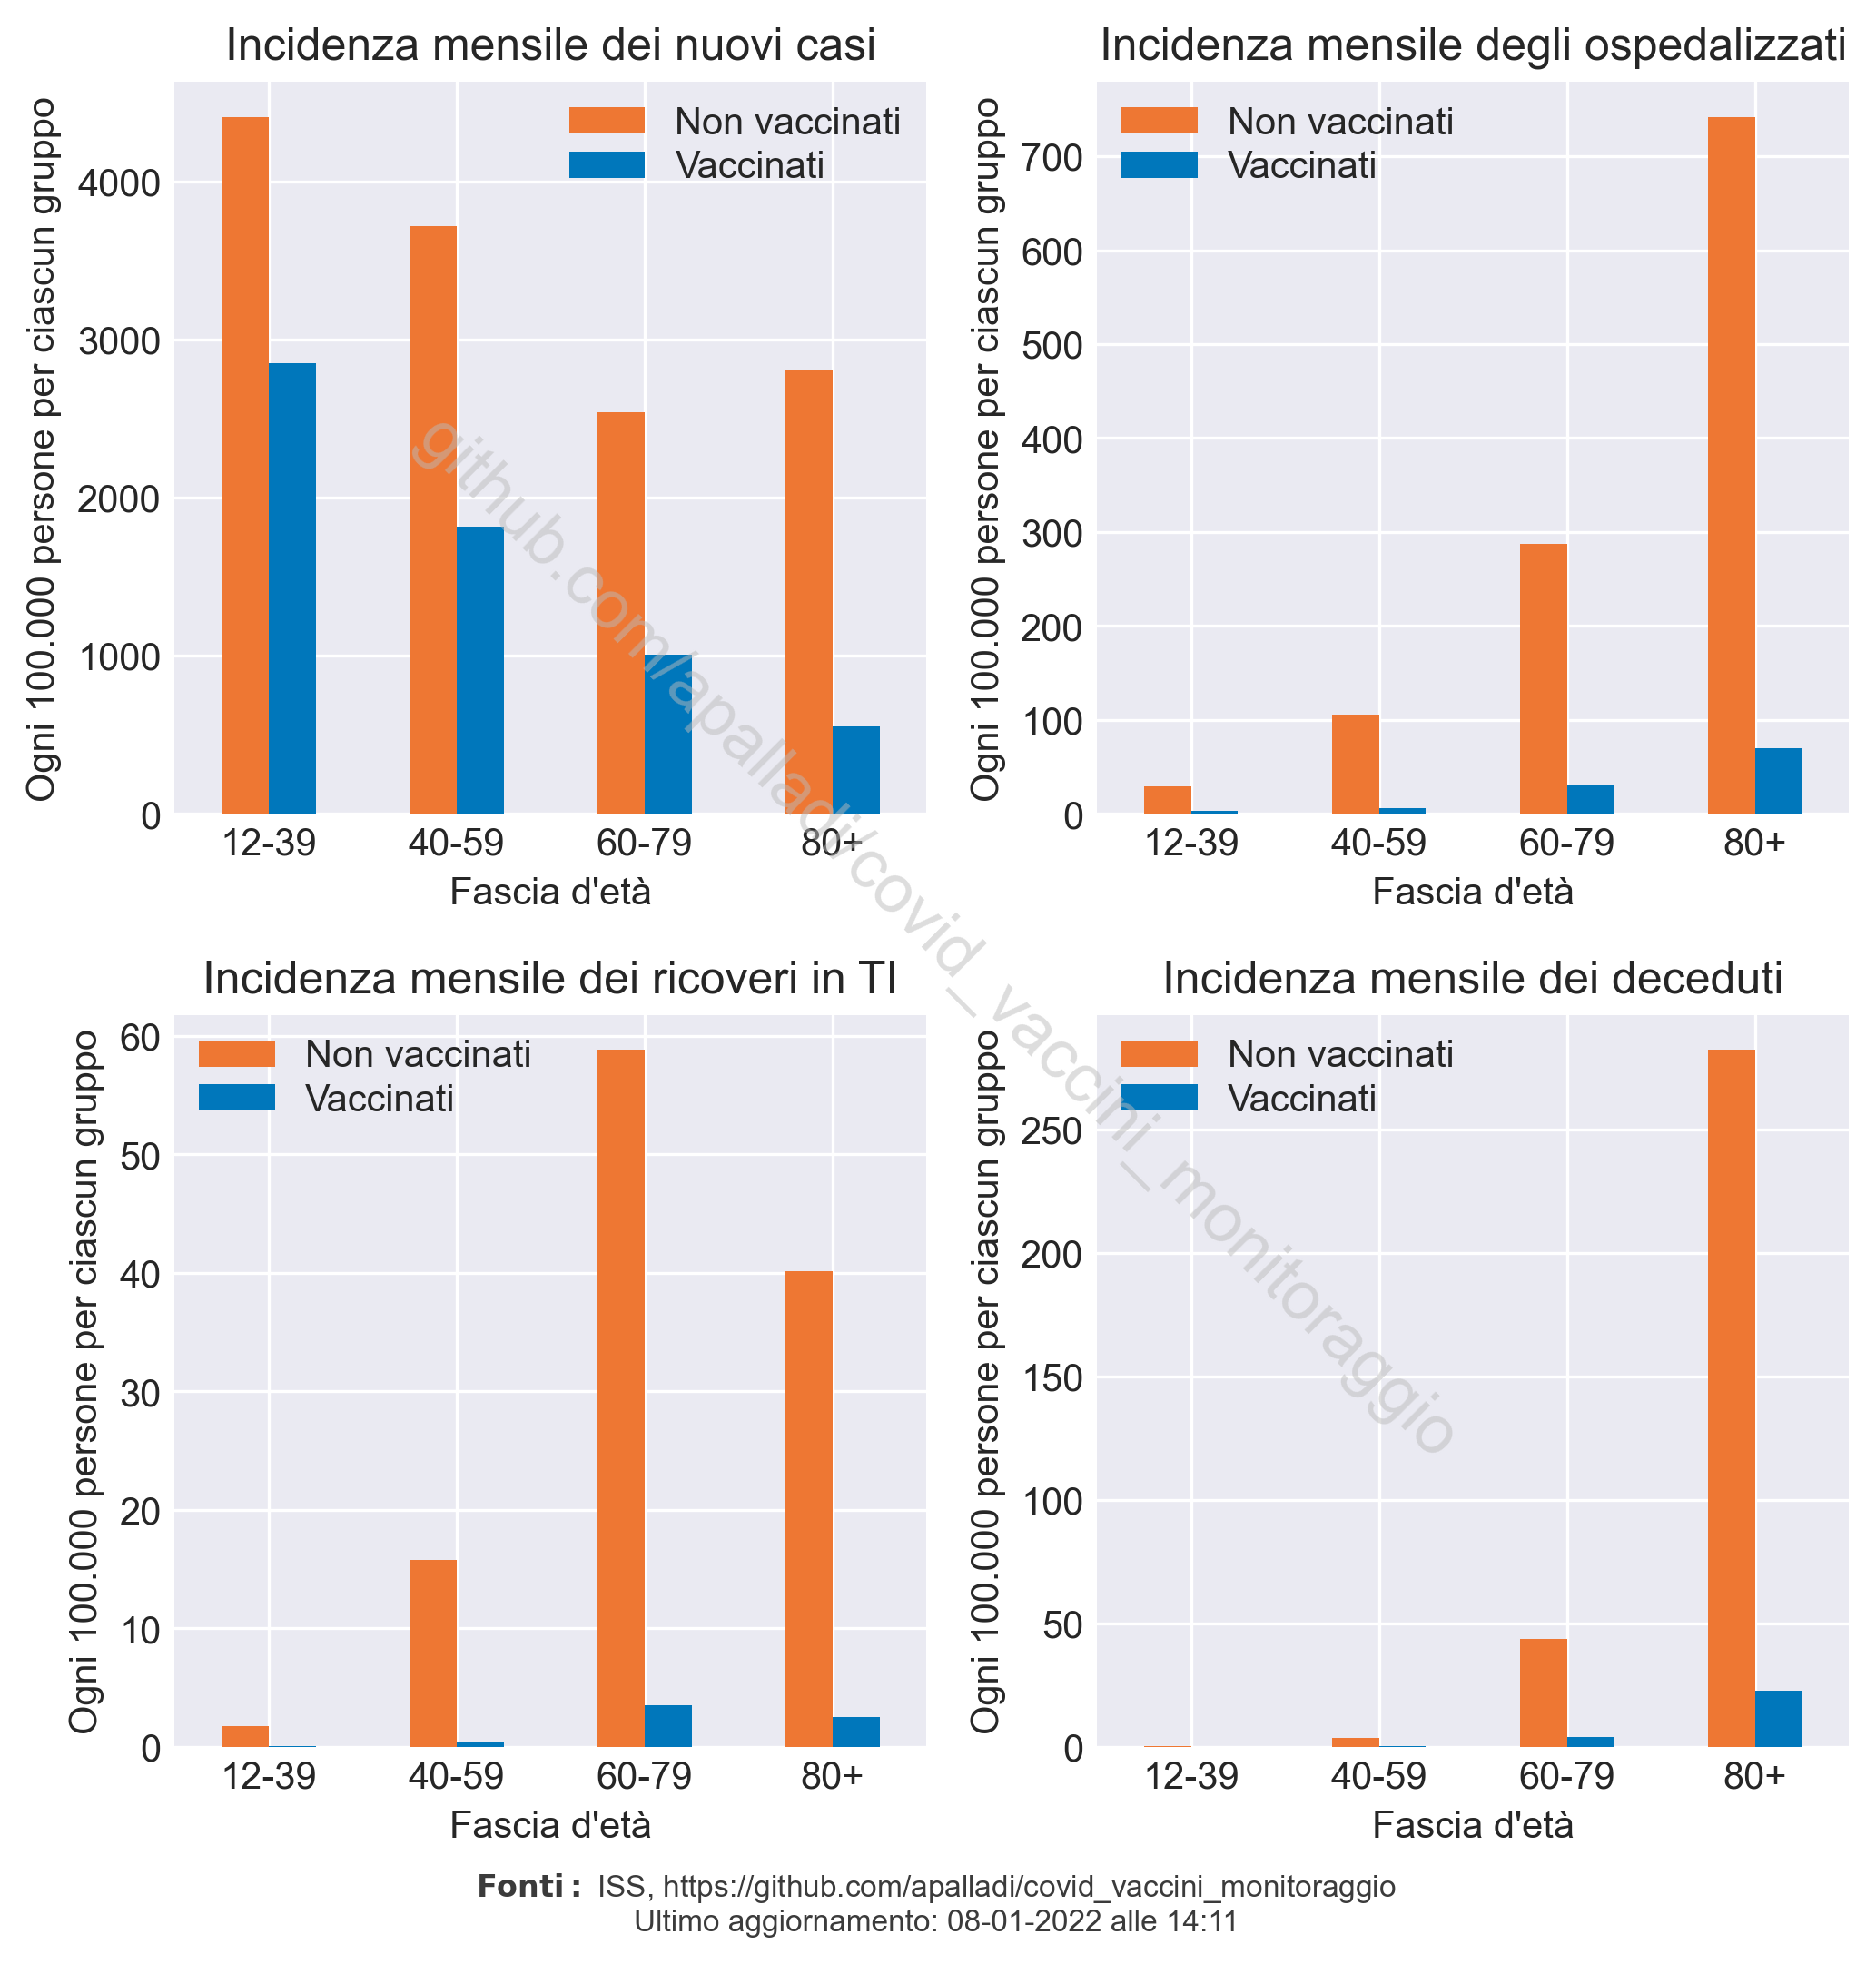 Incidenza mensile dei nuovi casi
Ogni 100.000 persone per ciascun gruppo
4000
3000
2000
1000
0
Non vaccinati
Vaccinati
12-39 40-59 60-79 80+
Fascia d'età
Incidenza mensile degli ospedalizzati
Ogni 100.000 persone per ciascun gruppo
700
600
500
400
300
200
100
0
Non vaccinati
Vaccinati
12-39 40-59 60-79 80+
Fascia d'età
Incidenza mensile dei ricoveri in TI
Ogni 100.000 persone per ciascun gruppo
60
50
40
30
20
10
0
Non vaccinati
Vaccinati
12-39 40-59 60-79 80+
Fascia d'età
Incidenza mensile dei deceduti
Ogni 100.000 persone per ciascun gruppo
250
200
150
100
50
0
Non vaccinati
Vaccinati
12-39 40-59 60-79 80+
Fascia d'età
github.com/apalladi/covid_vaccini_monitoraggio
Fonti: ISS, https://github.com/apalladi/covid_vaccini_monitoraggio
Ultimo aggiornamento: 08-01-2022 alle 14:11